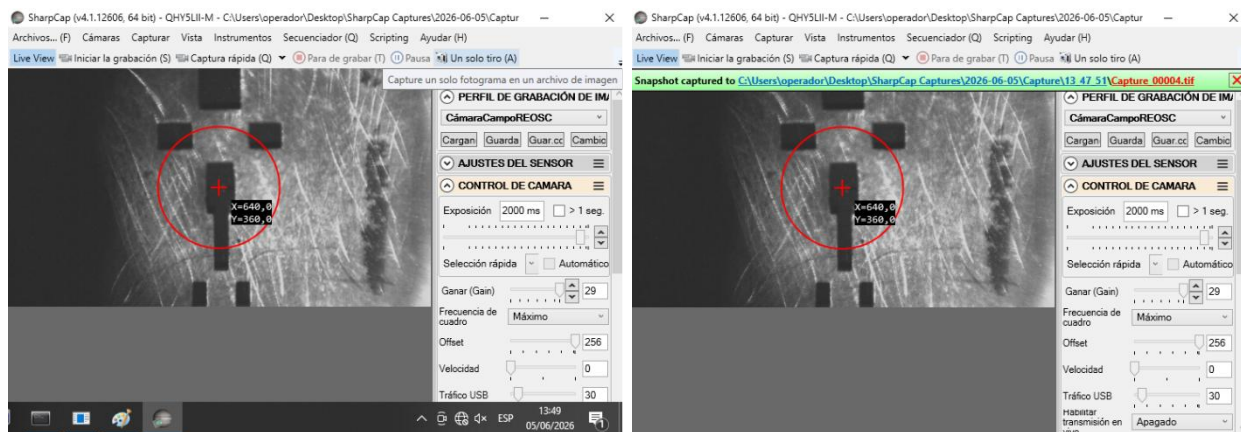 SharpCap (v4.1.12606, 64 bit) - QHY5LII-M - C:\Users\operador\Desktop\SharpCap Captures\2026-06-05\Captur
Archivos... (F) Cámaras Capturar Vista Instrumentos Secuenciador (Q) Scripting Ayudar (H)
Live View Iniciar la grabación (S) Captura rápida (Q) Para de grabar (T) Pausa Un solo tiro (A)
Capture un solo fotograma en un archivo de imagen
PERFIL DE GRABACIÓN DE IM
CámaraCampoREOSC
Cargan Guarda Guar.cc Cambic
AJUSTES DEL SENSOR
CONTROL DE CAMARA
Exposición 2000 ms > 1 seg.
Selección rápida Automático
Ganar (Gain) 29
Frecuencia de
cuadro Máximo
Offset 256
Velocidad 0
Tráfico USB 30
X=640,0
Y=360,0
ESP 13:49
05/06/2026
1
SharpCap (v4.1.12606, 64 bit) - QHY5LII-M - C:\Users\operador\Desktop\SharpCap Captures\2026-06-05\Captur
Archivos... (F) Cámaras Capturar Vista Instrumentos Secuenciador (Q) Scripting Ayudar (H)
Live View Iniciar la grabación (S) Captura rápida (Q) Para de grabar (T) Pausa Un solo tiro (A)
Snapshot captured to C:\Users\operador\Desktop\SharpCap Captures\2026-06-05\Capture\13_47_51\Capture_00004.tif
PERFIL DE GRABACIÓN DE IM
CámaraCampoREOSC
Cargan Guarda Guar.cc Cambic
AJUSTES DEL SENSOR
CONTROL DE CAMARA
Exposición 2000 ms > 1 seg.
Selección rápida Automático
Ganar (Gain) 29
Frecuencia de
cuadro Máximo
Offset 256
Velocidad 0
Tráfico USB 30
Habilitar
transmisión en Apagado
X=640,0
Y=360,0